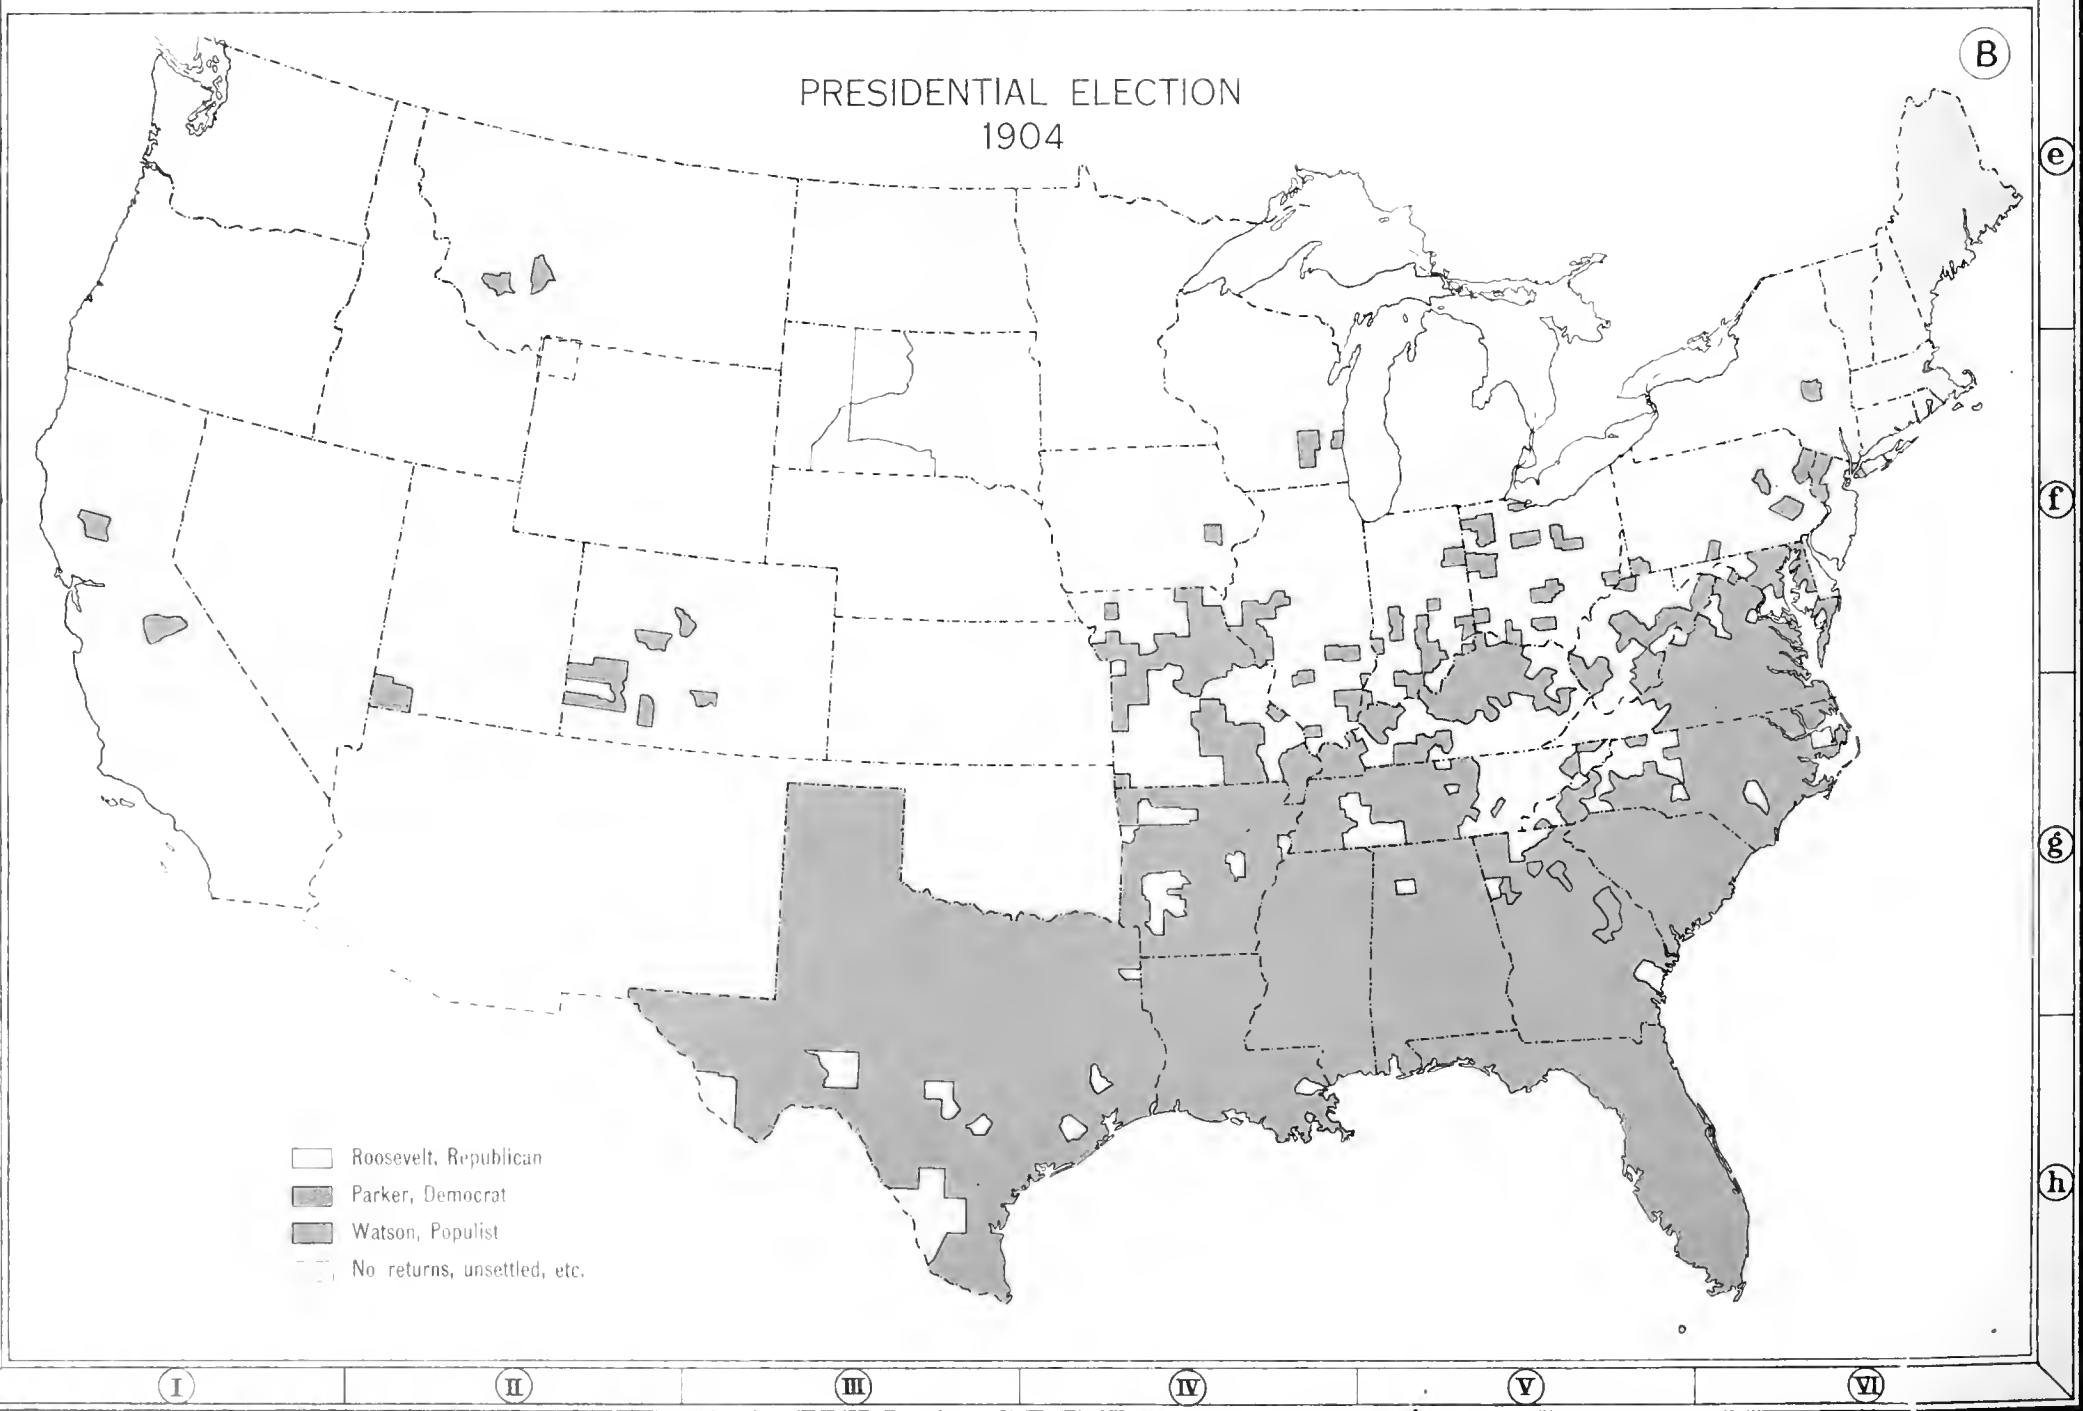 B
PRESIDENTIAL ELECTION
1904
e
f
g
h
Roosevelt, Republican
Parker, Democrat
Watson, Populist
No returns, unsettled, etc.
I
II
III
IV
V
VI